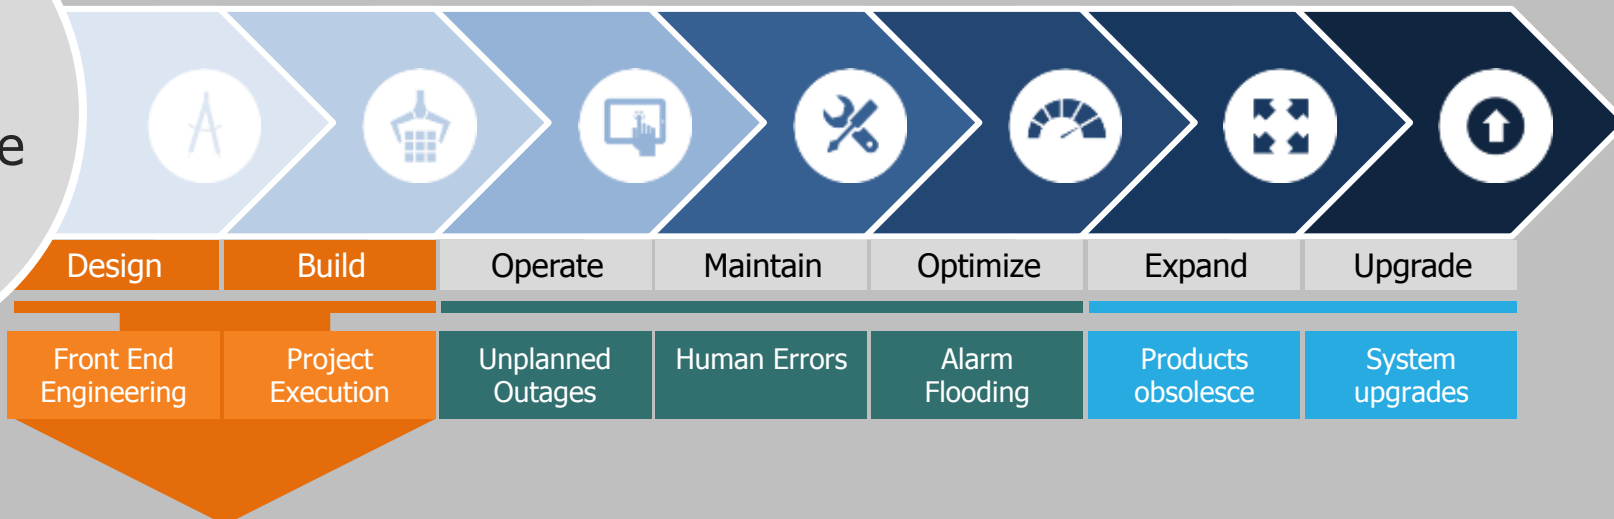 e
Design
Build
Operate
Maintain
Optimize
Expand
Upgrade
Front End
Engineering
Project
Execution
Unplanned
Outages
Human Errors
Alarm
Flooding
Products
obsolesce
System
upgrades